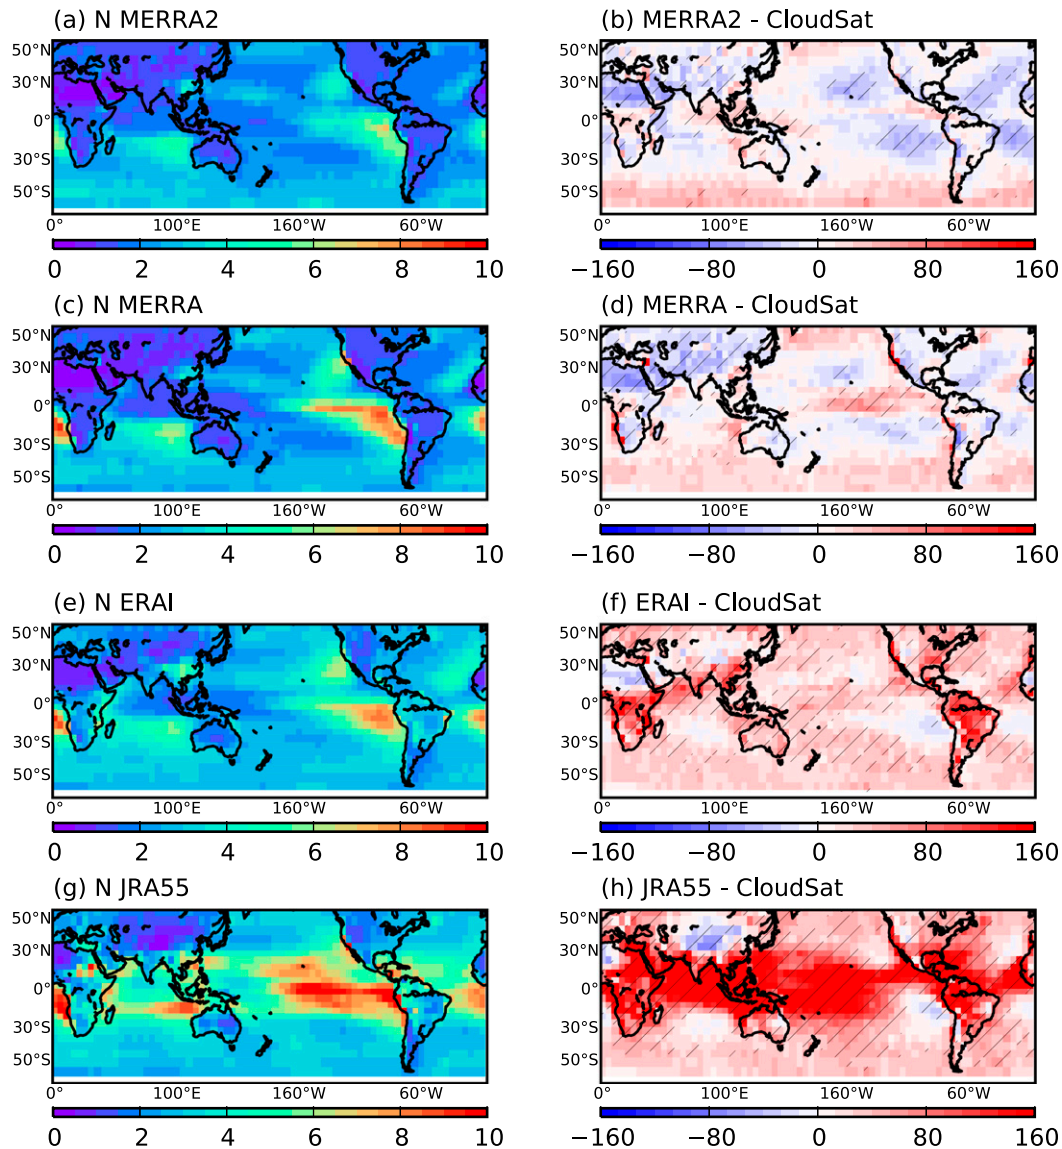 (a) N MERRA2
50°N
30°N
0°
30°S
50°S
0° 100°E 160°W 60°W
0 2 4 6 8 10
(b) MERRA2 - CloudSat
50°N
30°N
0°
30°S
50°S
0° 100°E 160°W 60°W
−160 −80 0 80 160
(c) N MERRA
50°N
30°N
0°
30°S
50°S
0° 100°E 160°W 60°W
0 2 4 6 8 10
(d) MERRA - CloudSat
50°N
30°N
0°
30°S
50°S
0° 100°E 160°W 60°W
−160 −80 0 80 160
(e) N ERAI
50°N
30°N
0°
30°S
50°S
0° 100°E 160°W 60°W
0 2 4 6 8 10
(f) ERAI - CloudSat
50°N
30°N
0°
30°S
50°S
0° 100°E 160°W 60°W
−160 −80 0 80 160
(g) N JRA55
50°N
30°N
0°
30°S
50°S
0° 100°E 160°W 60°W
0 2 4 6 8 10
(h) JRA55 - CloudSat
50°N
30°N
0°
30°S
50°S
0° 100°E 160°W 60°W
−160 −80 0 80 160